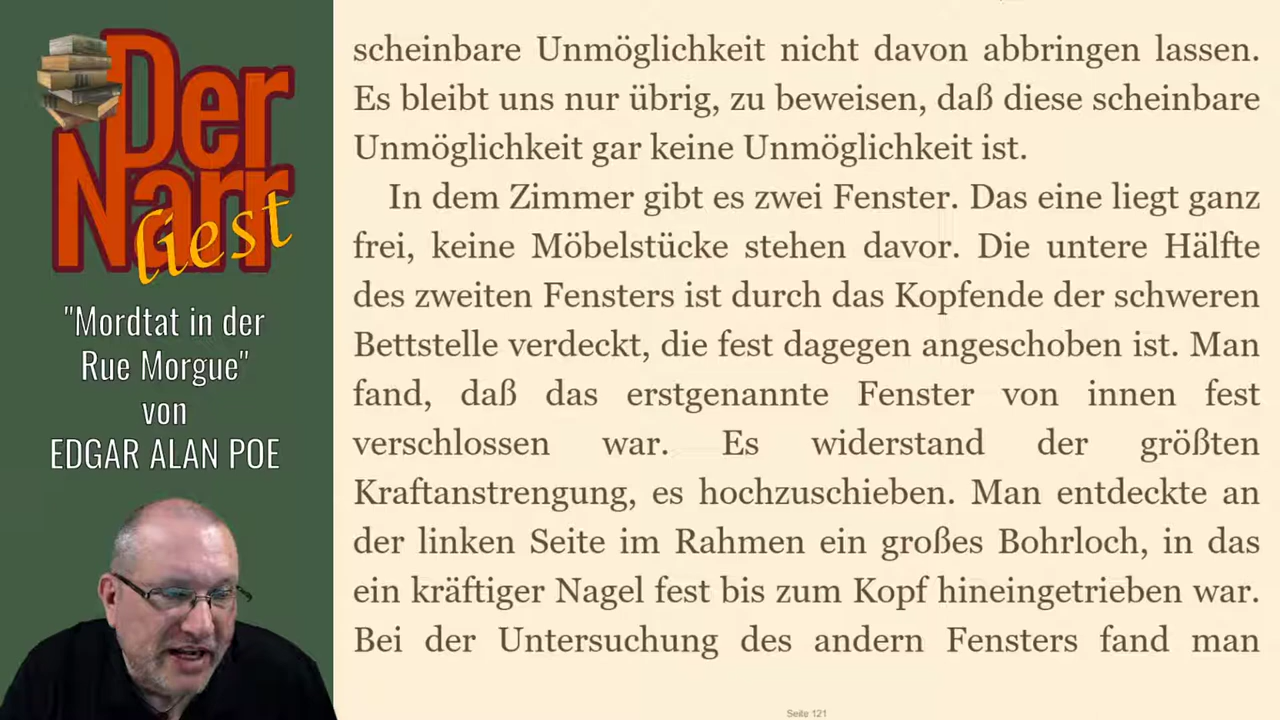 Der
Narr
liest
"Mordtat in der
Rue Morgue"
von
EDGAR ALAN POE
scheinbare Unmöglichkeit nicht davon abbringen lassen.
Es bleibt uns nur übrig, zu beweisen, daß diese scheinbare
Unmöglichkeit gar keine Unmöglichkeit ist.
In dem Zimmer gibt es zwei Fenster. Das eine liegt ganz
frei, keine Möbelstücke stehen davor. Die untere Hälfte
des zweiten Fensters ist durch das Kopfende der schweren
Bettstelle verdeckt, die fest dagegen angeschoben ist. Man
fand, daß das erstgenannte Fenster von innen fest
verschlossen war. Es widerstand der größten
Kraftanstrengung, es hochzuschieben. Man entdeckte an
der linken Seite im Rahmen ein großes Bohrloch, in das
ein kräftiger Nagel fest bis zum Kopf hineingetrieben war.
Bei der Untersuchung des andern Fensters fand man
Seite 121